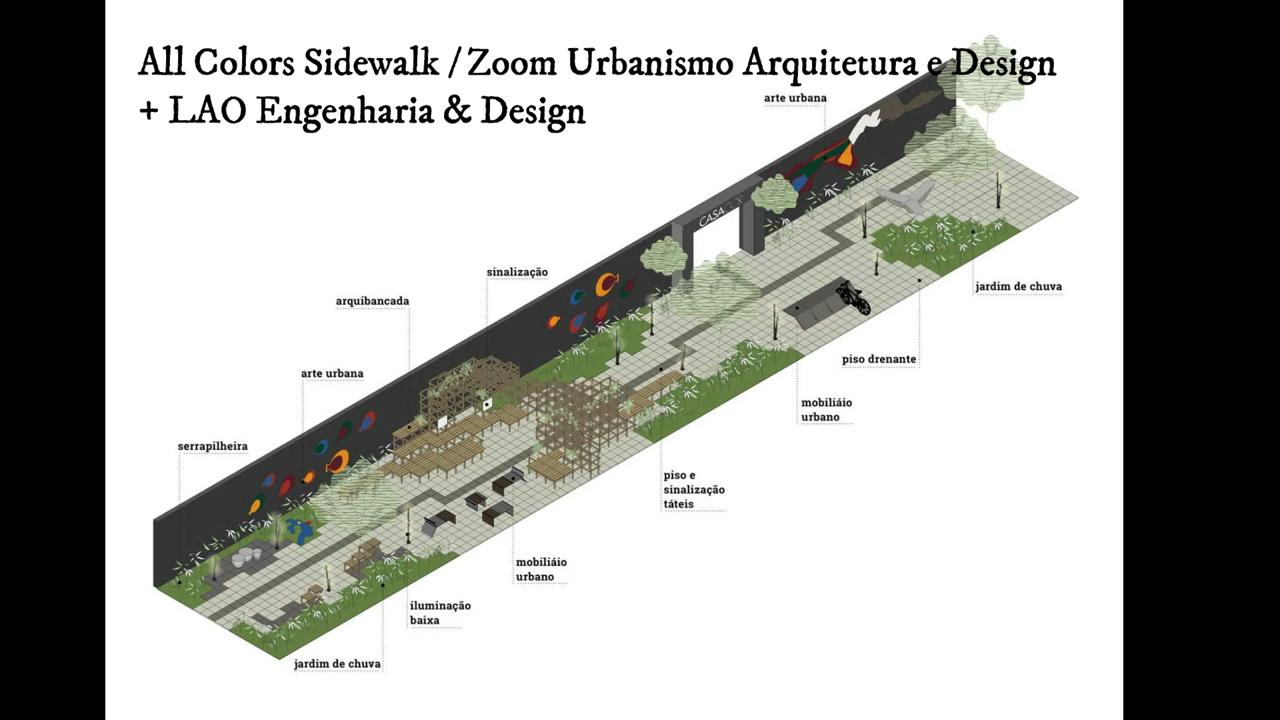 All Colors Sidewalk / Zoom Urbanismo Arquitetura e Design
+ LAO Engenharia & Design
arte urbana
CASACOR
sinalização
arquibancada
jardim de chuva
piso drenante
arte urbana
mobiliáio
urbano
serrapilheira
piso e
sinalização
táteis
mobiliáio
urbano
iluminação
baixa
jardim de chuva